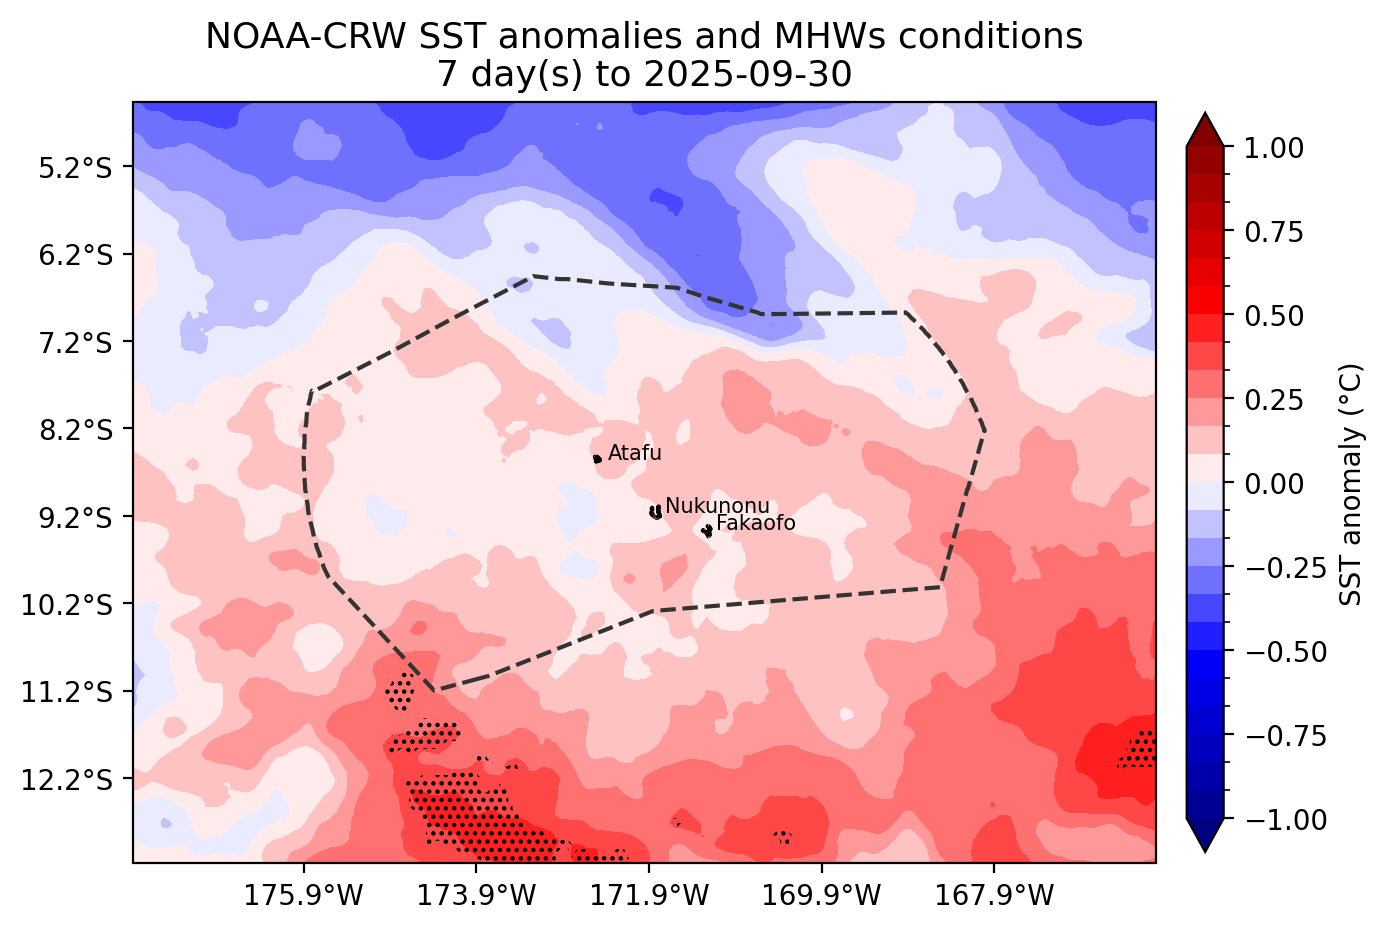 NOAA-CRW SST anomalies and MHWs conditions
7 day(s) to 2025-09-30
5.2°S
6.2°S
7.2°S
8.2°S
9.2°S
10.2°S
11.2°S
12.2°S
Atafu
Nukunonu
Fakaofo
175.9°W
173.9°W
171.9°W
169.9°W
167.9°W
1.00
0.75
0.50
0.25
0.00
−0.25
−0.50
−0.75
−1.00
SST anomaly (°C)